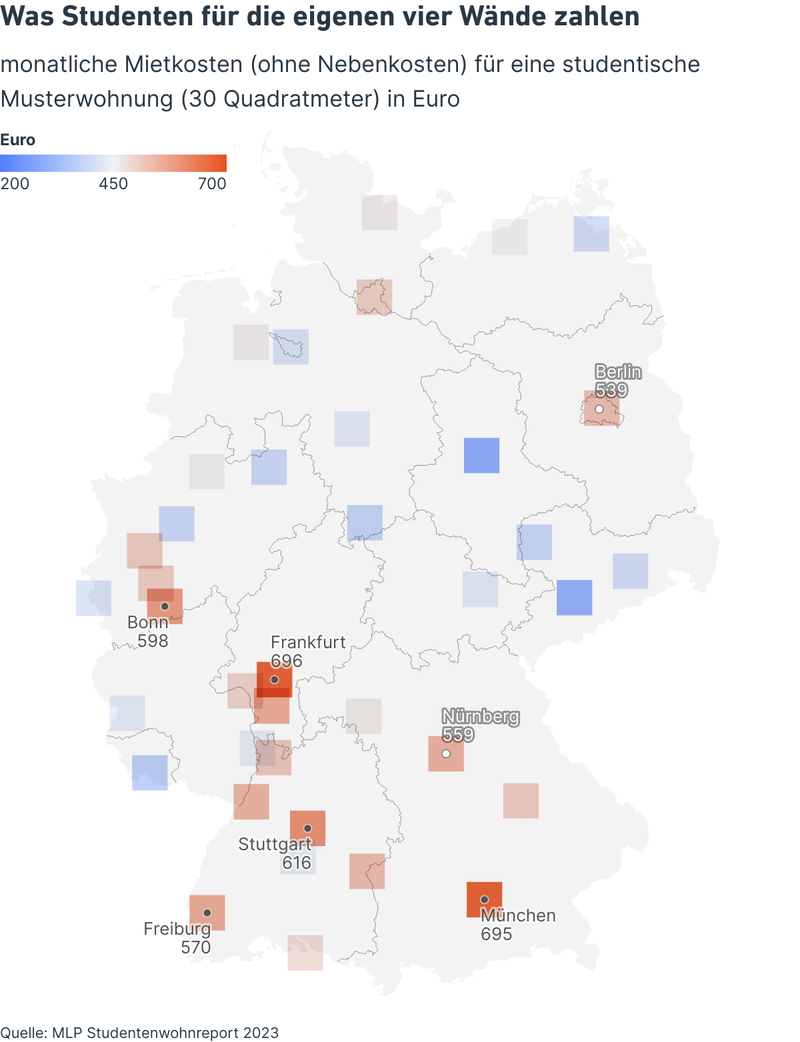 Was Studenten für die eigenen vier Wände zahlen
monatliche Mietkosten (ohne Nebenkosten) für eine studentische
Musterwohnung (30 Quadratmeter) in Euro
Euro
200 450 700
Berlin
539
Bonn
598
Frankfurt
696
Nürnberg
559
Stuttgart
616
Freiburg
570
München
695
Quelle: MLP Studentenwohnreport 2023